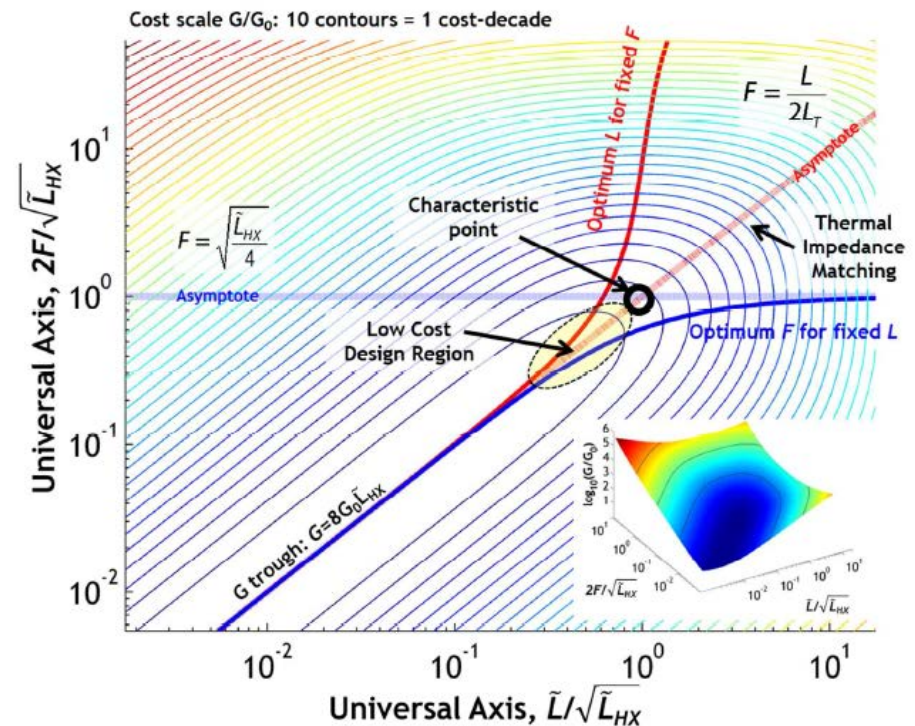 Cost scale G/G₀: 10 contours = 1 cost-decade
Universal Axis, 2F/√L̃_HX
10¹
10⁰
10⁻¹
10⁻²
Optimum L for fixed F
F = L / 2L_T
Asymptote
Characteristic
point
Thermal
Impedance
Matching
F = √(L̃_HX / 4)
Asymptote
Low Cost
Design Region
Optimum F for fixed L
G trough: G=8G₀L̃_HX
log₁₀(G/G₀)
6
5
4
3
2
1
10¹
10⁰
10⁻¹
10⁻²
2F/√L̃_HX
10⁻²
10⁻¹
10⁰
10¹
L̃/√L̃_HX
10⁻²
10⁻¹
10⁰
10¹
Universal Axis, L̃/√L̃_HX